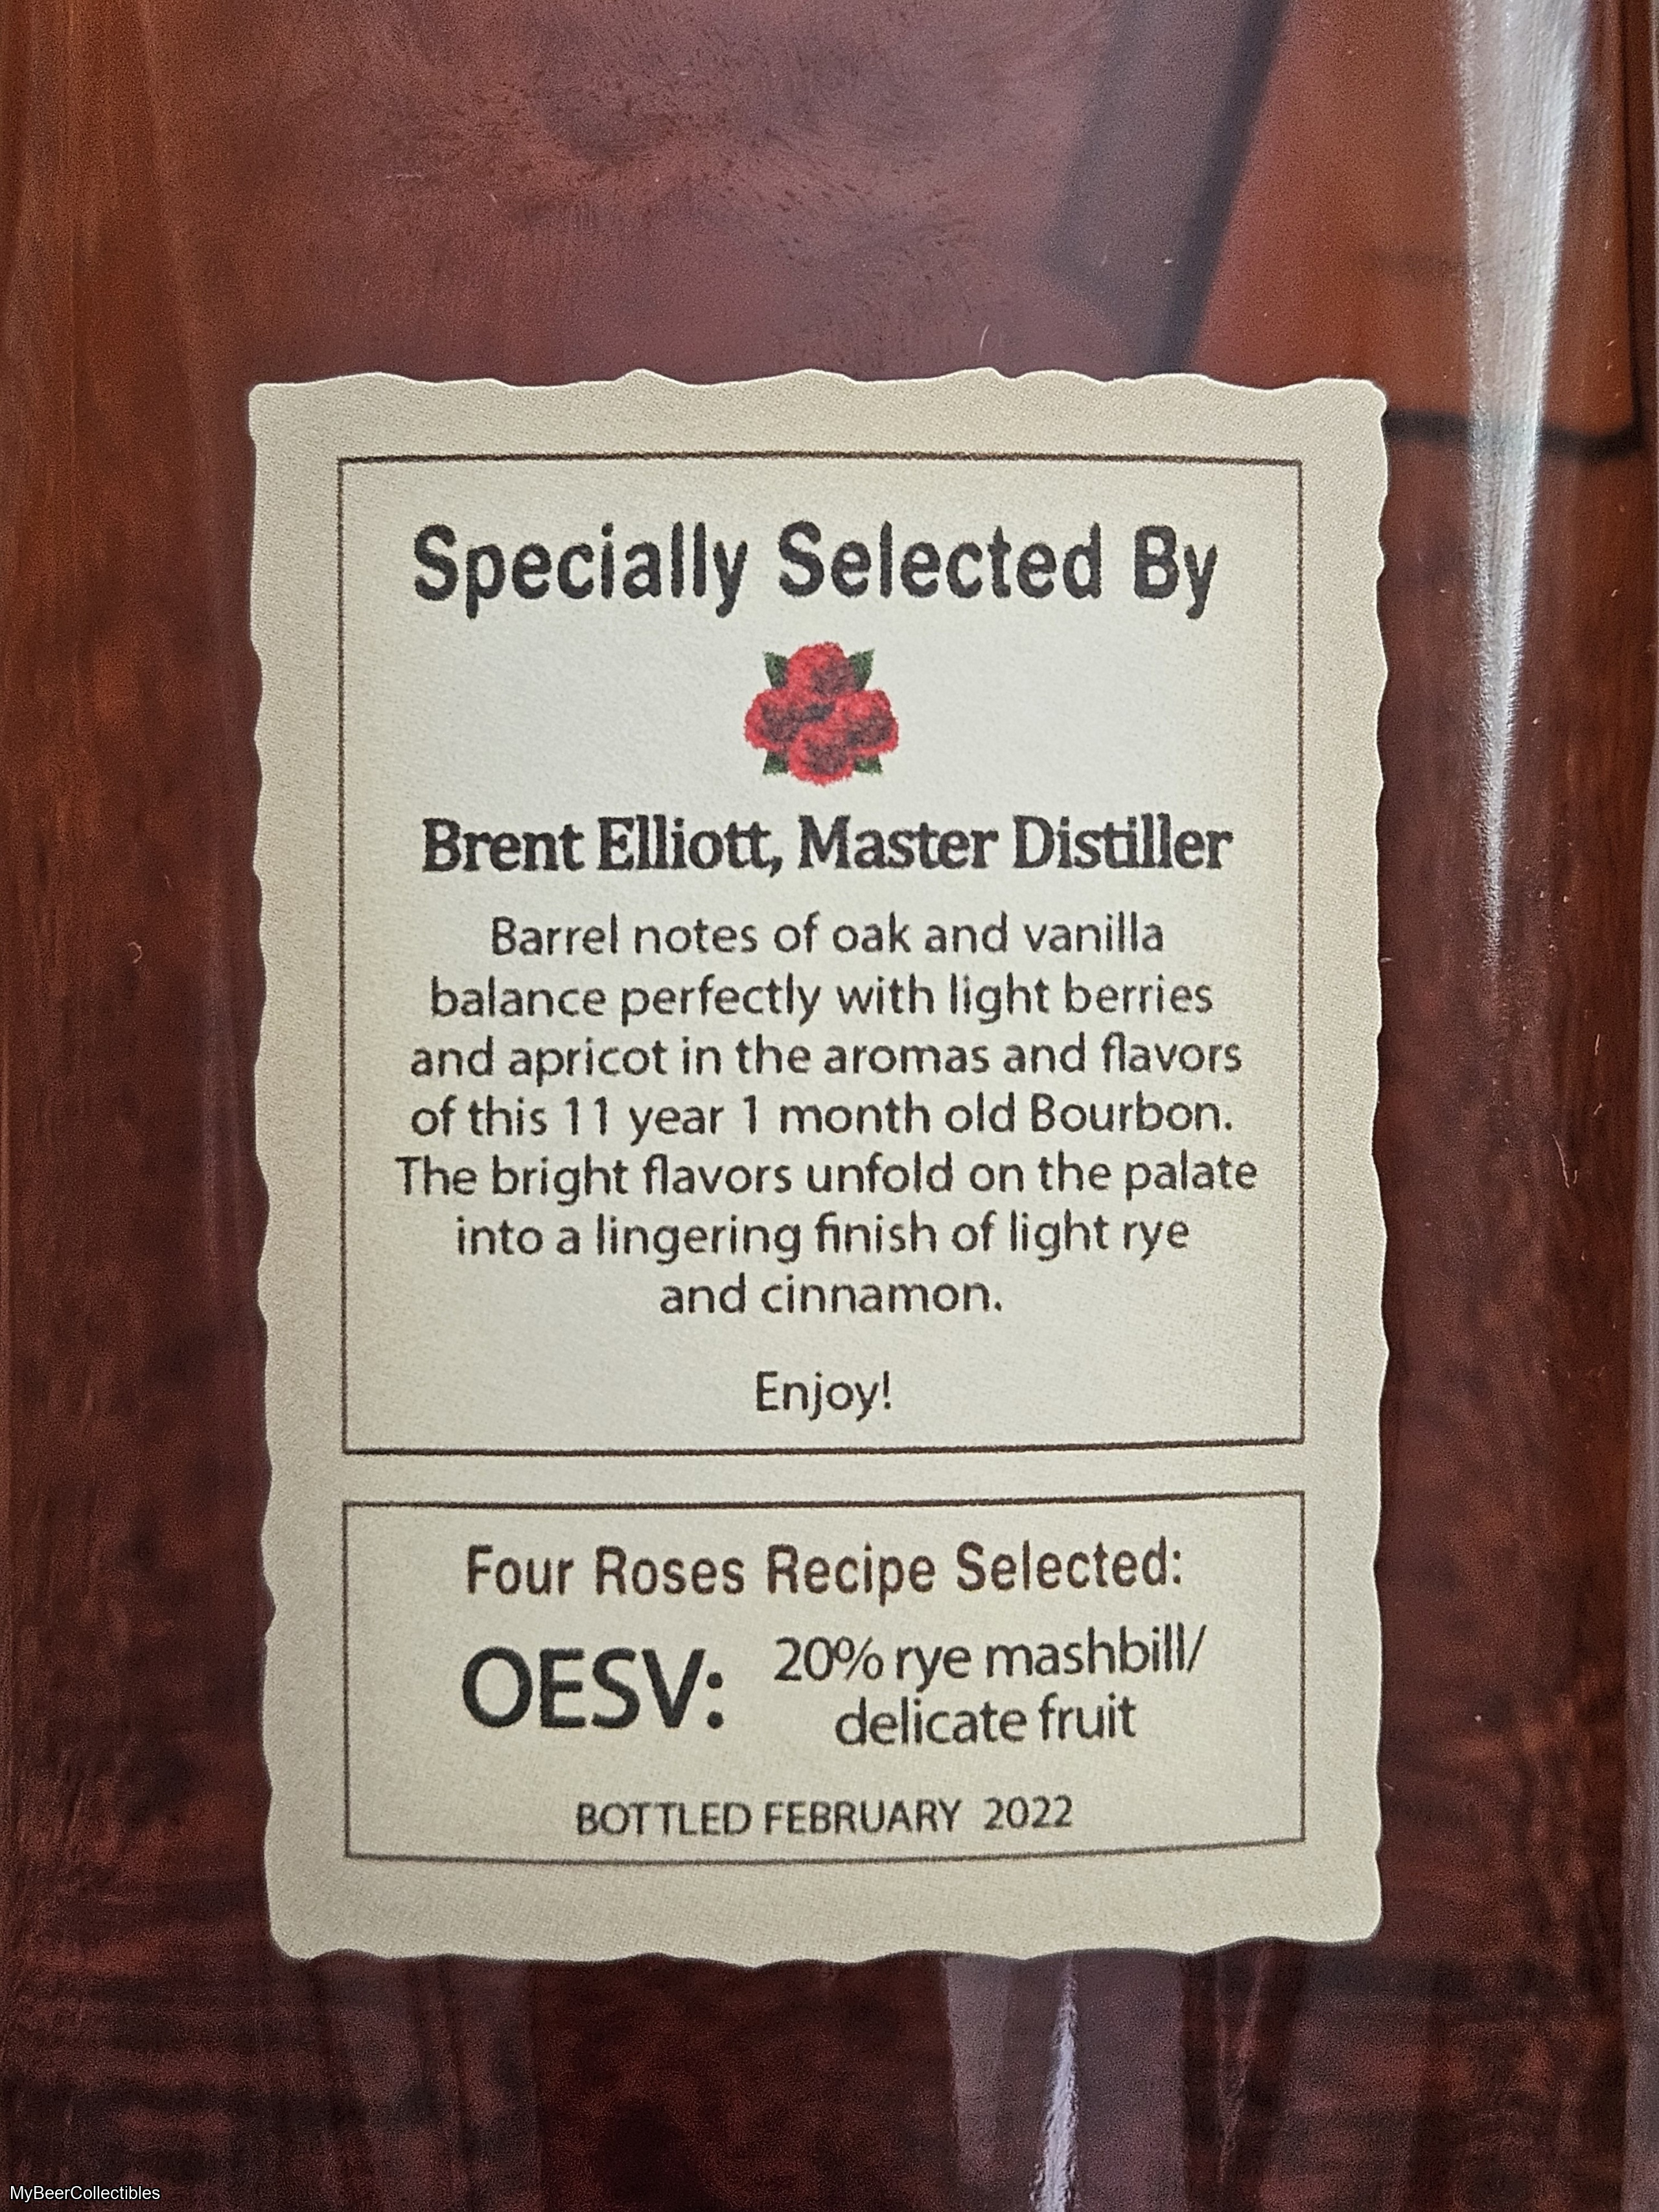 Specially Selected By
Brent Elliott, Master Distiller
Barrel notes of oak and vanilla
balance perfectly with light berries
and apricot in the aromas and flavors
of this 11 year 1 month old Bourbon.
The bright flavors unfold on the palate
into a lingering finish of light rye
and cinnamon.
Enjoy!
Four Roses Recipe Selected:
OESV: 20% rye mashbill/
delicate fruit
BOTTLED FEBRUARY 2022
MyBeerCollectibles